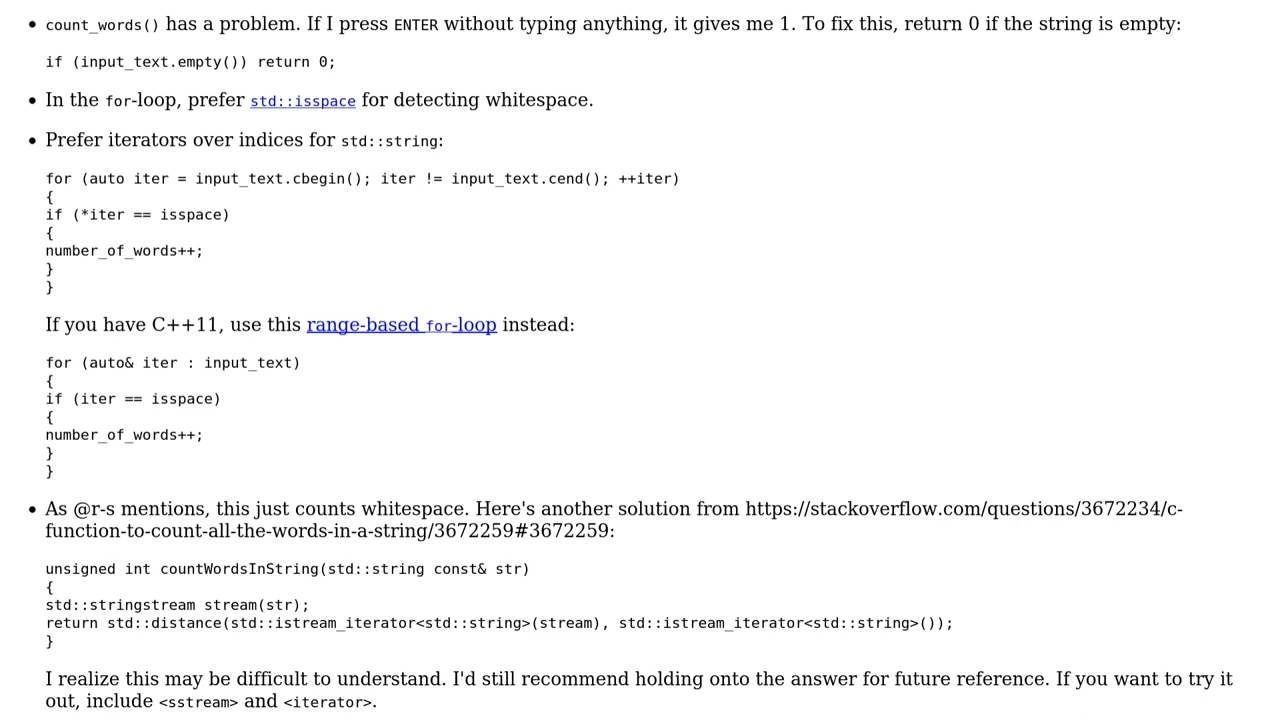 count_words() has a problem. If I press ENTER without typing anything, it gives me 1. To fix this, return 0 if the string is empty:
if (input_text.empty()) return 0;
In the for-loop, prefer std::isspace for detecting whitespace.
Prefer iterators over indices for std::string:
for (auto iter = input_text.cbegin(); iter != input_text.cend(); ++iter)
{
if (*iter == isspace)
{
number_of_words++;
}
}
If you have C++11, use this range-based for-loop instead:
for (auto& iter : input_text)
{
if (iter == isspace)
{
number_of_words++;
}
}
As @r-s mentions, this just counts whitespace. Here's another solution from https://stackoverflow.com/questions/3672234/c-
function-to-count-all-the-words-in-a-string/3672259#3672259:
unsigned int countWordsInString(std::string const& str)
{
std::stringstream stream(str);
return std::distance(std::istream_iterator<std::string>(stream), std::istream_iterator<std::string>());
}
I realize this may be difficult to understand. I'd still recommend holding onto the answer for future reference. If you want to try it
out, include <sstream> and <iterator>.